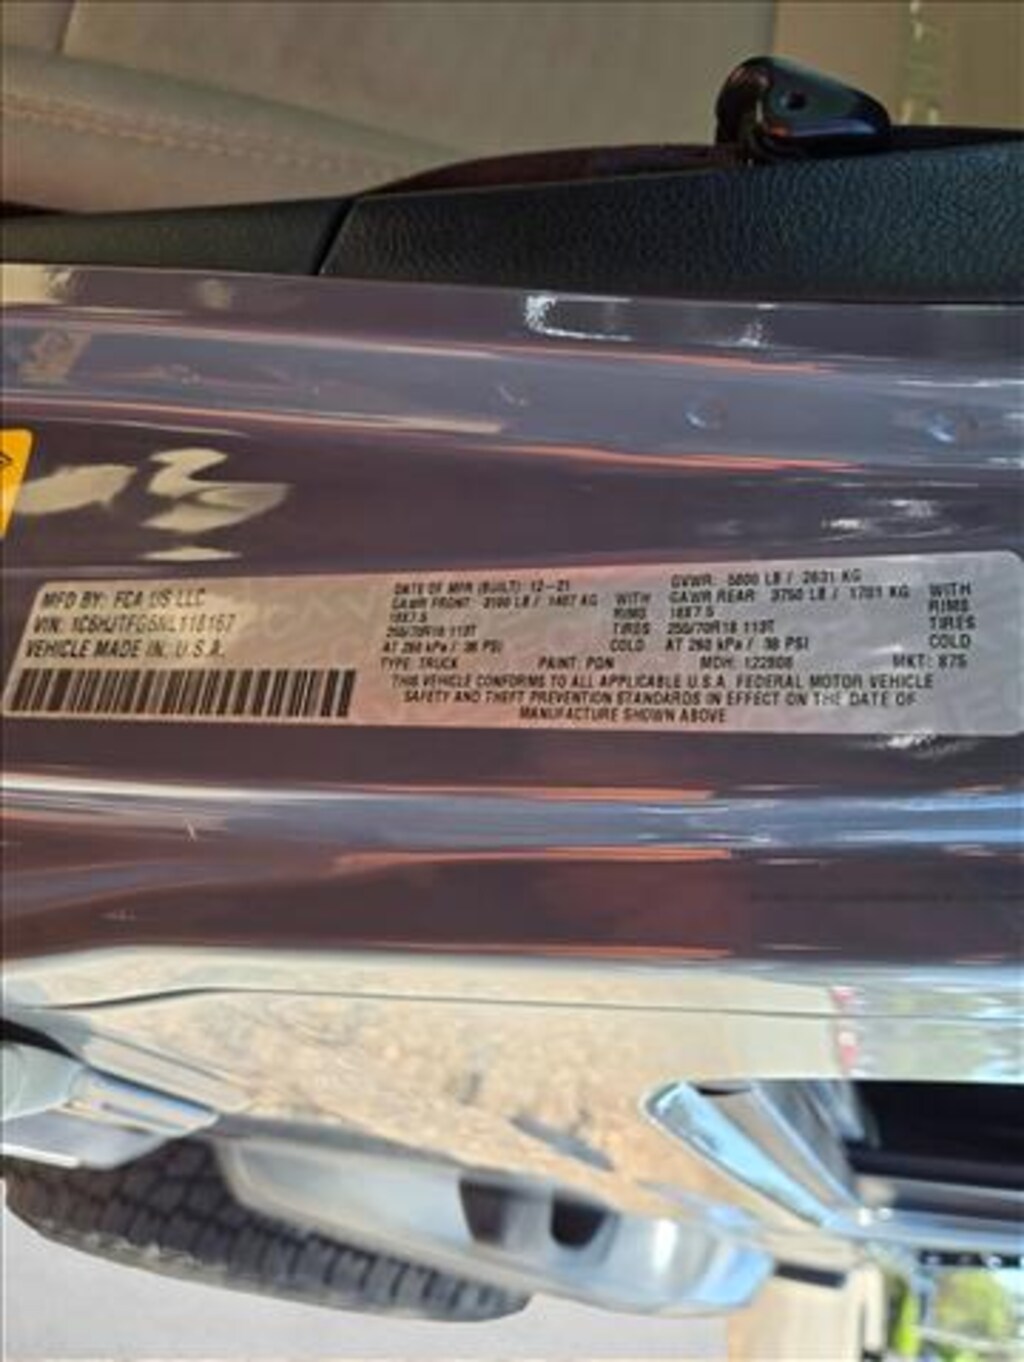 MFD BY: FCA US LLC
VIN: 1C6HJTFG5NL118167
VEHICLE MADE IN: U.S.A.
DATE OF MFR (BUILT): 12-21
GAWR FRONT: 3100 LB / 1407 KG WITH
18X7.5 RIMS
255/70R18 113T TIRES
AT 260 kPa / 38 PSI COLD
GVWR: 5800 LB / 2631 KG
GAWR REAR: 3750 LB / 1701 KG WITH
18X7.5 RIMS
255/70R18 113T TIRES
AT 260 kPa / 38 PSI COLD
TYPE: TRUCK PAINT: PDN MDH: 122808 MKT: 875
THIS VEHICLE CONFORMS TO ALL APPLICABLE U.S.A. FEDERAL MOTOR VEHICLE
SAFETY AND THEFT PREVENTION STANDARDS IN EFFECT ON THE DATE OF
MANUFACTURE SHOWN ABOVE